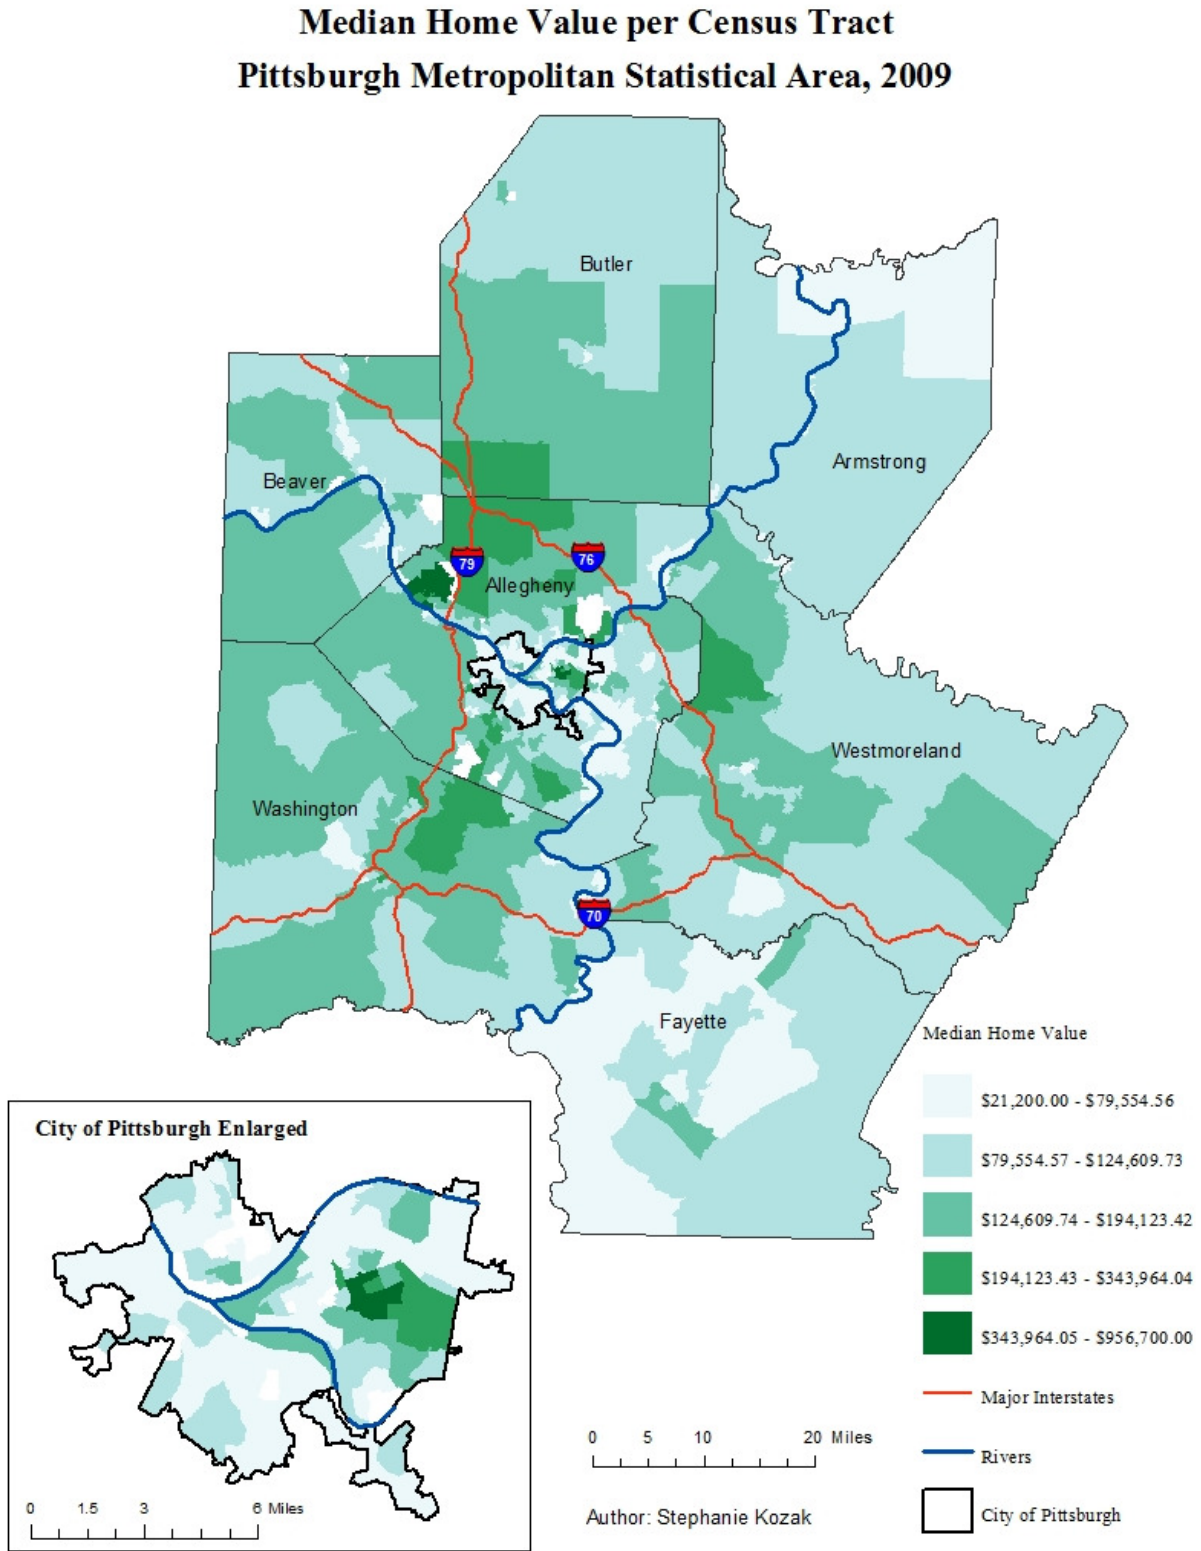 Median Home Value per Census Tract
Pittsburgh Metropolitan Statistical Area, 2009
Butler
Armstrong
Beaver
79
76
Allegheny
Westmoreland
Washington
70
Fayette
Median Home Value
$21,200.00 - $79,554.56
$79,554.57 - $124,609.73
$124,609.74 - $194,123.42
$194,123.43 - $343,964.04
$343,964.05 - $956,700.00
Major Interstates
Rivers
City of Pittsburgh
City of Pittsburgh Enlarged
0 1.5 3 6 Miles
0 5 10 20 Miles
Author: Stephanie Kozak